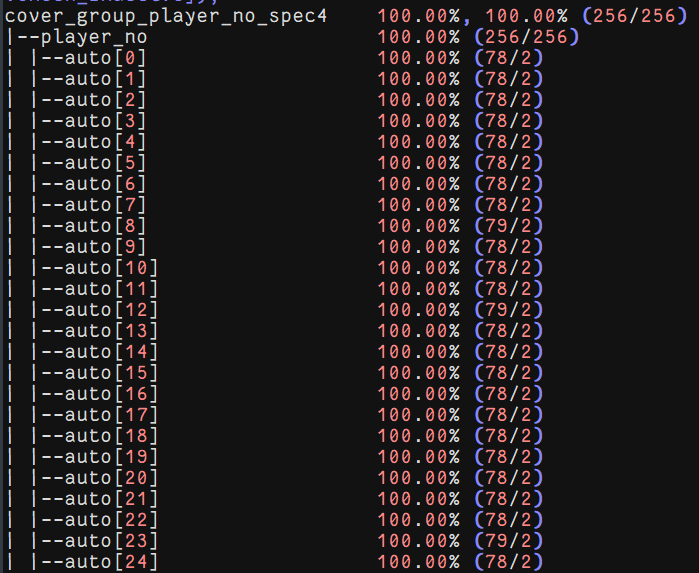 cover_group_player_no_spec4 100.00%, 100.00% (256/256)
|--player_no 100.00% (256/256)
| |--auto[0] 100.00% (78/2)
| |--auto[1] 100.00% (78/2)
| |--auto[2] 100.00% (78/2)
| |--auto[3] 100.00% (78/2)
| |--auto[4] 100.00% (78/2)
| |--auto[5] 100.00% (78/2)
| |--auto[6] 100.00% (78/2)
| |--auto[7] 100.00% (78/2)
| |--auto[8] 100.00% (79/2)
| |--auto[9] 100.00% (78/2)
| |--auto[10] 100.00% (78/2)
| |--auto[11] 100.00% (78/2)
| |--auto[12] 100.00% (79/2)
| |--auto[13] 100.00% (78/2)
| |--auto[14] 100.00% (78/2)
| |--auto[15] 100.00% (78/2)
| |--auto[16] 100.00% (78/2)
| |--auto[17] 100.00% (78/2)
| |--auto[18] 100.00% (78/2)
| |--auto[19] 100.00% (78/2)
| |--auto[20] 100.00% (78/2)
| |--auto[21] 100.00% (78/2)
| |--auto[22] 100.00% (78/2)
| |--auto[23] 100.00% (79/2)
| |--auto[24] 100.00% (78/2)